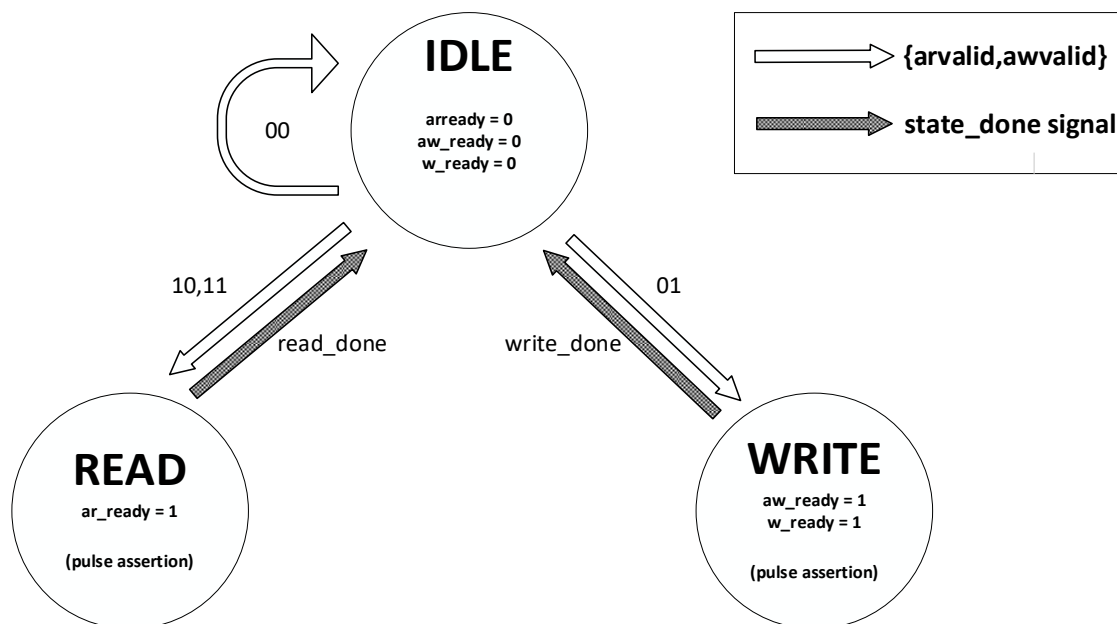 IDLE
arready = 0
aw_ready = 0
w_ready = 0
00
{arvalid,awvalid}
state_done signal
10,11
01
read_done
write_done
READ
ar_ready = 1
(pulse assertion)
WRITE
aw_ready = 1
w_ready = 1
(pulse assertion)